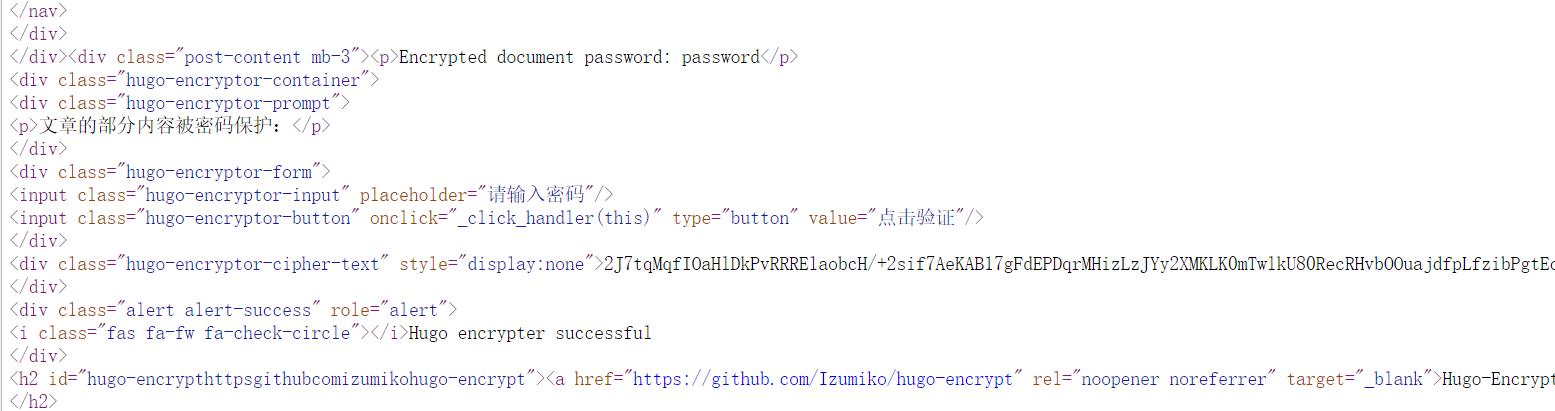 </nav>
</div>
</div><div class="post-content mb-3"><p>Encrypted document password: password</p>
<div class="hugo-encryptor-container">
<div class="hugo-encryptor-prompt">
<p>文章的部分内容被密码保护：</p>
</div>
<div class="hugo-encryptor-form">
<input class="hugo-encryptor-input" placeholder="请输入密码"/>
<input class="hugo-encryptor-button" onclick="_click_handler(this)" type="button" value="点击验证"/>
</div>
<div class="hugo-encryptor-cipher-text" style="display:none">
</div>
<div class="alert alert-success" role="alert">
<i class="fas fa-fw fa-check-circle"></i>Hugo encrypter successful
</div>
<h2 id="hugo-encrypthttpsgithubcomizumikohugo-encrypt"><a href="https://github.com/Izumiko/hugo-encrypt" rel="noopener noreferrer" target="_blank">Hugo-Encrypt
</h2>